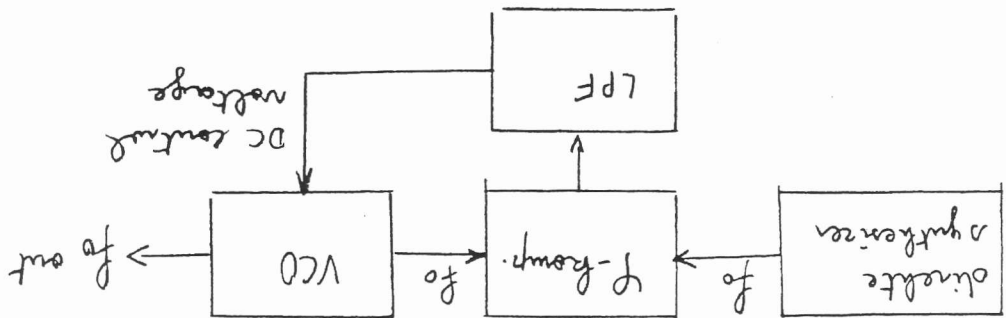 direkte
synthesizer
f₀
φ-komp.
f₀
VCO
f₀ out
LPF
DC control
voltage